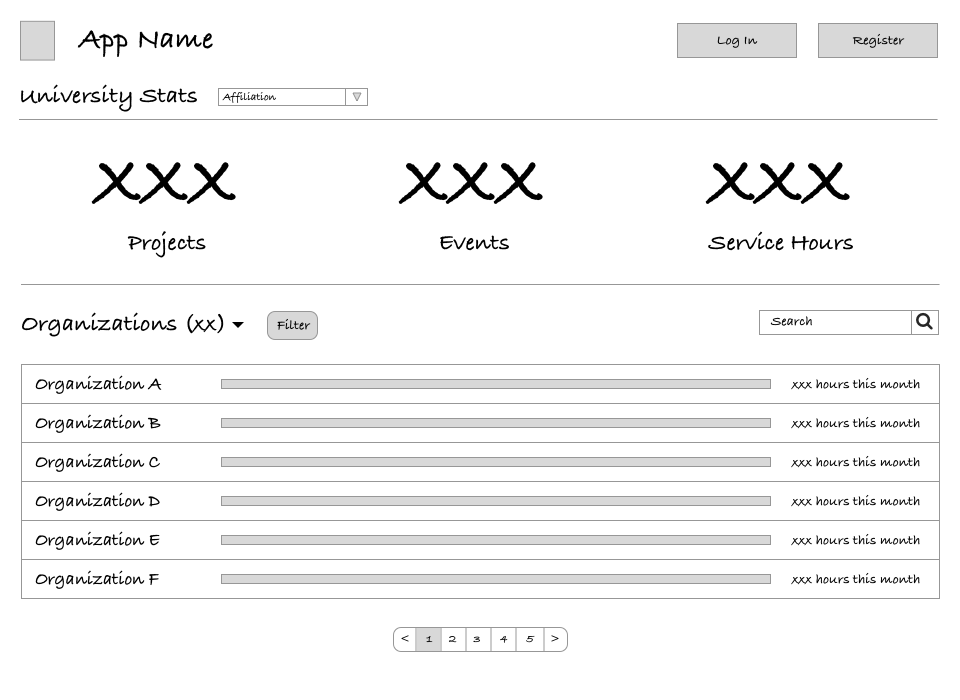 App Name
Log In
Register
University Stats
Affiliation
xxx
xxx
xxx
Projects
Events
Service Hours
Organizations (xx)
Filter
Search
Organization A
xxx hours this month
Organization B
xxx hours this month
Organization C
xxx hours this month
Organization D
xxx hours this month
Organization E
xxx hours this month
Organization F
xxx hours this month
< 1 2 3 4 5 >